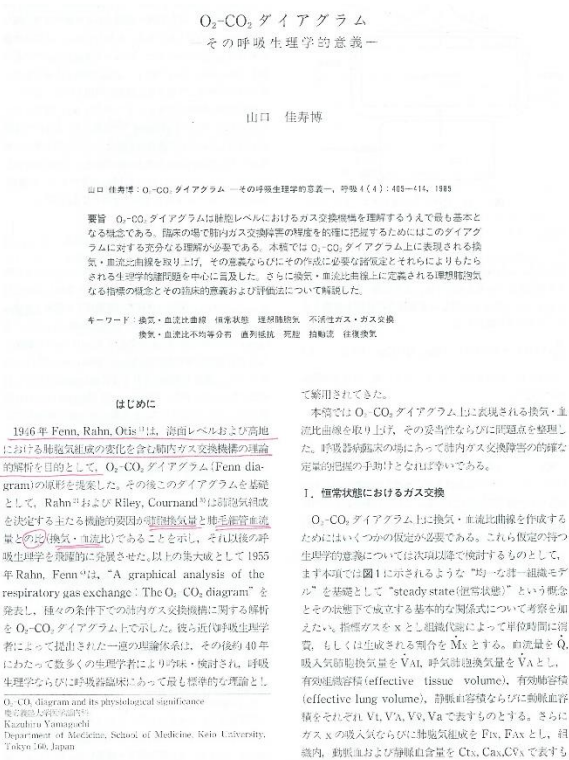 O₂-CO₂ ダイアグラム
—その呼吸生理学的意義—
山口 佳寿博
山口 佳寿博：O₂-CO₂ ダイアグラム —その呼吸生理学的意義—，呼吸 4(4)：405—414，1985
要旨 O₂-CO₂ ダイアグラムは肺胞レベルにおけるガス交換機構を理解するうえで最も基本と
なる概念である。臨床の場で肺内ガス交換障害の程度を的確に把握するためにはこのダイアグ
ラムに対する充分なる理解が必要である。本稿では O₂-CO₂ ダイアグラム上に表現される換
気・血流比曲線を取り上げ，その意義ならびにその作成に必要な諸仮定とそれらによりもたら
される生理学的諸問題を中心に言及した。さらに換気・血流比曲線上に定義される理想肺胞気
なる指標の概念とその臨床的意義および評価法について解説した。
キーワード：換気・血流比曲線 恒常状態 理想肺胞気 不活性ガス・ガス交換
換気・血流比不均等分布 直列抵抗 死腔 拍動流 往復換気
はじめに
1946 年 Fenn, Rahn, Otis¹⁾は，海面レベルおよび高地
における肺胞気組成の変化を含む肺内ガス交換機構の理論
的解析を目的として，O₂-CO₂ ダイアグラム(Fenn dia-
gram)の原形を提案した。その後このダイアグラムを基礎
として，Rahn²⁾および Riley, Cournand³⁾は肺胞気組成
を決定する主たる機能的要因が肺胞換気量と肺毛細管血流
量との比(換気・血流比)であることを示し，それ以後の呼
吸生理学を飛躍的に発展させた。以上の集大成として 1955
年 Rahn, Fenn⁴⁾は，"A graphical analysis of the
respiratory gas exchange：The O₂ CO₂ diagram" を
発表し，種々の条件下での肺内ガス交換機構に関する解析
を O₂-CO₂ ダイアグラム上で示した。彼ら近代呼吸生理学
者によって提出された一連の理論体系は，その後約 40 年
にわたって数多くの生理学者により吟味・検討され，呼吸
生理学ならびに呼吸器臨床にあって最も標準的な理論とし
O₂-CO₂ diagram and its physiological significance
慶応義塾大学医学部内科
Kazuhiro Yamaguchi
Department of Medicine, School of Medicine, Keio University,
Tokyo 160, Japan
て繁用されてきた。
本稿では O₂-CO₂ ダイアグラム上に表現される換気・血
流比曲線を取り上げ，その妥当性ならびに問題点を整理し
た。呼吸器病臨床の場にあって肺内ガス交換障害の的確な
定量的把握の手助けとなれば幸いである。
I．恒常状態におけるガス交換
O₂-CO₂ ダイアグラム上に換気・血流比曲線を作成する
ためにはいくつかの仮定が必要である。これら仮定の持つ
生理学的意義については次項以降で検討するものとして，
まず本項では図1に示されるような "均一な肺一組織モデ
ル" を基礎として "steady state(恒常状態)" という概念
とその状態下で成立する基本的な関係式について考察を加
えたい。指標ガスを x とし組織代謝によって単位時間に消
費，もしくは生成される割合を Ṁx とする。血流量を Q̇,
吸入気肺胞換気量を V̇AI，呼気肺胞換気量を V̇A とし，
有効組織容積(effective tissue volume)，有効肺容積
(effective lung volume)，静脈血容積ならびに動脈血容
積をそれぞれ Vt, V'A, Vv̄, Va で表すものとする。さらに
ガス x の吸入気ならびに肺胞気組成を FIx, FAx とし，組
織内，動脈血および静脈血含量を Ctx, Cax, Cv̄x で表すも